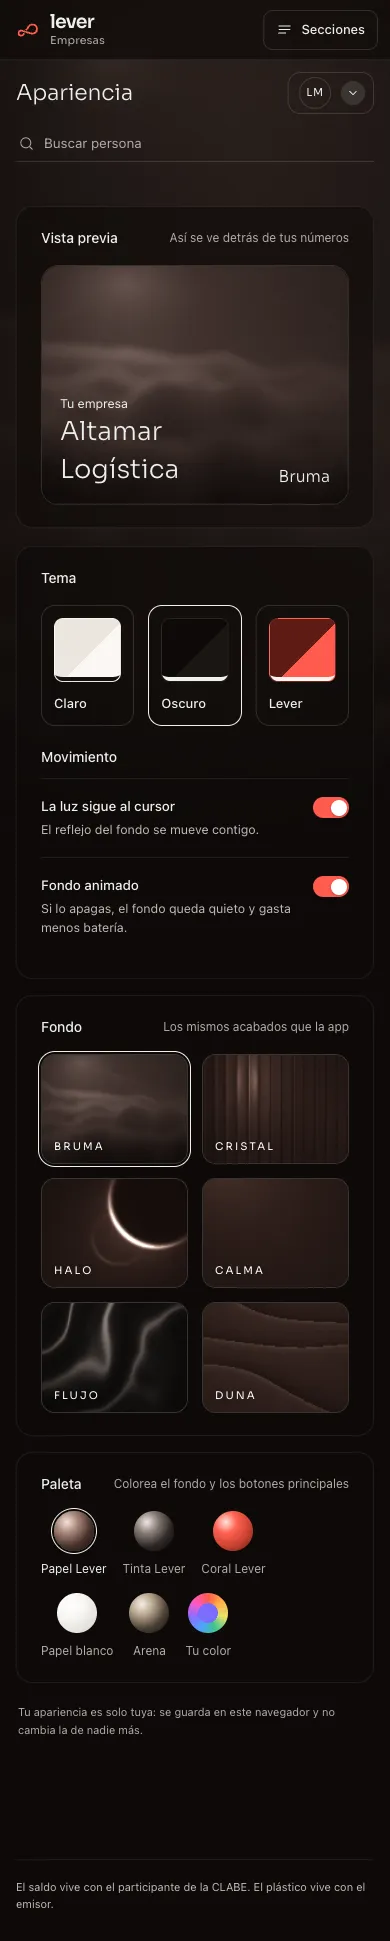 lever
Empresas
Secciones
Apariencia
LM
Buscar persona
Vista previa
Así se ve detrás de tus números
Tu empresa
Altamar
Logística
Bruma
Tema
Claro
Oscuro
Lever
Movimiento
La luz sigue al cursor
El reflejo del fondo se mueve contigo.
Fondo animado
Si lo apagas, el fondo queda quieto y gasta
menos batería.
Fondo
Los mismos acabados que la app
BRUMA
CRISTAL
HALO
CALMA
FLUJO
DUNA
Paleta
Colorea el fondo y los botones principales
Papel Lever
Tinta Lever
Coral Lever
Papel blanco
Arena
Tu color
Tu apariencia es solo tuya: se guarda en este navegador y no
cambia la de nadie más.
El saldo vive con el participante de la CLABE. El plástico vive con el
emisor.